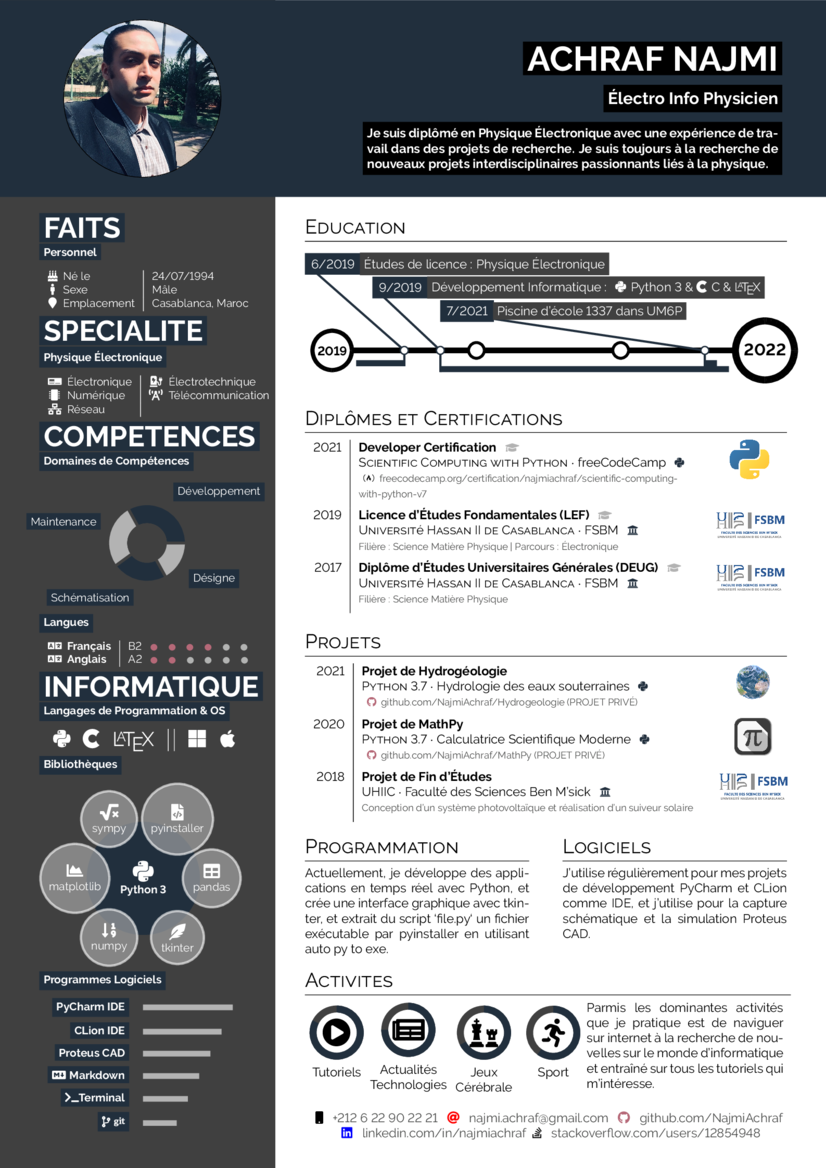 ACHRAF NAJMI
Électro Info Physicien
Je suis diplômé en Physique Électronique avec une expérience de tra-
vail dans des projets de recherche. Je suis toujours à la recherche de
nouveaux projets interdisciplinaires passionnants liés à la physique.
FAITS
Personnel
Né le 24/07/1994
Sexe Mâle
Emplacement Casablanca, Maroc
SPECIALITE
Physique Électronique
Électronique Électrotechnique
Numérique Télécommunication
Réseau
COMPETENCES
Domaines de Compétences
Développement
Maintenance
Désigne
Schématisation
Langues
Français B2
Anglais A2
INFORMATIQUE
Langages de Programmation & OS
LATEX
Bibliothèques
sympy pyinstaller
matplotlib Python 3 pandas
numpy tkinter
Programmes Logiciels
PyCharm IDE
CLion IDE
Proteus CAD
Markdown
Terminal
git
EDUCATION
6/2019 Études de licence : Physique Électronique
9/2019 Développement Informatique : Python 3 & C & LATEX
7/2021 Piscine d'école 1337 dans UM6P
2019 2022
DIPLÔMES ET CERTIFICATIONS
2021 Developer Certification
SCIENTIFIC COMPUTING WITH PYTHON · freeCodeCamp
freecodecamp.org/certification/najmiachraf/scientific-computing-
with-python-v7
2019 Licence d'Études Fondamentales (LEF)
UNIVERSITé HASSAN II DE CASABLANCA · FSBM
Filière : Science Matière Physique | Parcours : Électronique
FSBM
2017 Diplôme d'Études Universitaires Générales (DEUG)
UNIVERSITé HASSAN II DE CASABLANCA · FSBM
Filière : Science Matière Physique
FSBM
PROJETS
2021 Projet de Hydrogéologie
PYTHON 3.7 · Hydrologie des eaux souterraines
github.com/NajmiAchraf/Hydrogeologie (PROJET PRIVÉ)
2020 Projet de MathPy
PYTHON 3.7 · Calculatrice Scientifique Moderne
github.com/NajmiAchraf/MathPy (PROJET PRIVÉ)
π
2018 Projet de Fin d'Études
UHIIC · Faculté des Sciences Ben M'sick
Conception d'un système photovoltaïque et réalisation d'un suiveur solaire
FSBM
PROGRAMMATION
Actuellement, je développe des appli-
cations en temps réel avec Python, et
crée une interface graphique avec tkin-
ter, et extrait du script 'file.py' un fichier
exécutable par pyinstaller en utilisant
auto py to exe.
LOGICIELS
J'utilise régulièrement pour mes projets
de développement PyCharm et CLion
comme IDE, et j'utilise pour la capture
schématique et la simulation Proteus
CAD.
ACTIVITES
Tutoriels
Actualités
Technologies
Jeux
Cérébrale
Sport
Parmis les dominantes activités
que je pratique est de naviguer
sur internet à la recherche de nou-
velles sur le monde d'informatique
et entraîné sur tous les tutoriels qui
m'intéresse.
+212 6 22 90 22 21 najmi.achraf@gmail.com github.com/NajmiAchraf
linkedin.com/in/najmiachraf stackoverflow.com/users/12854948